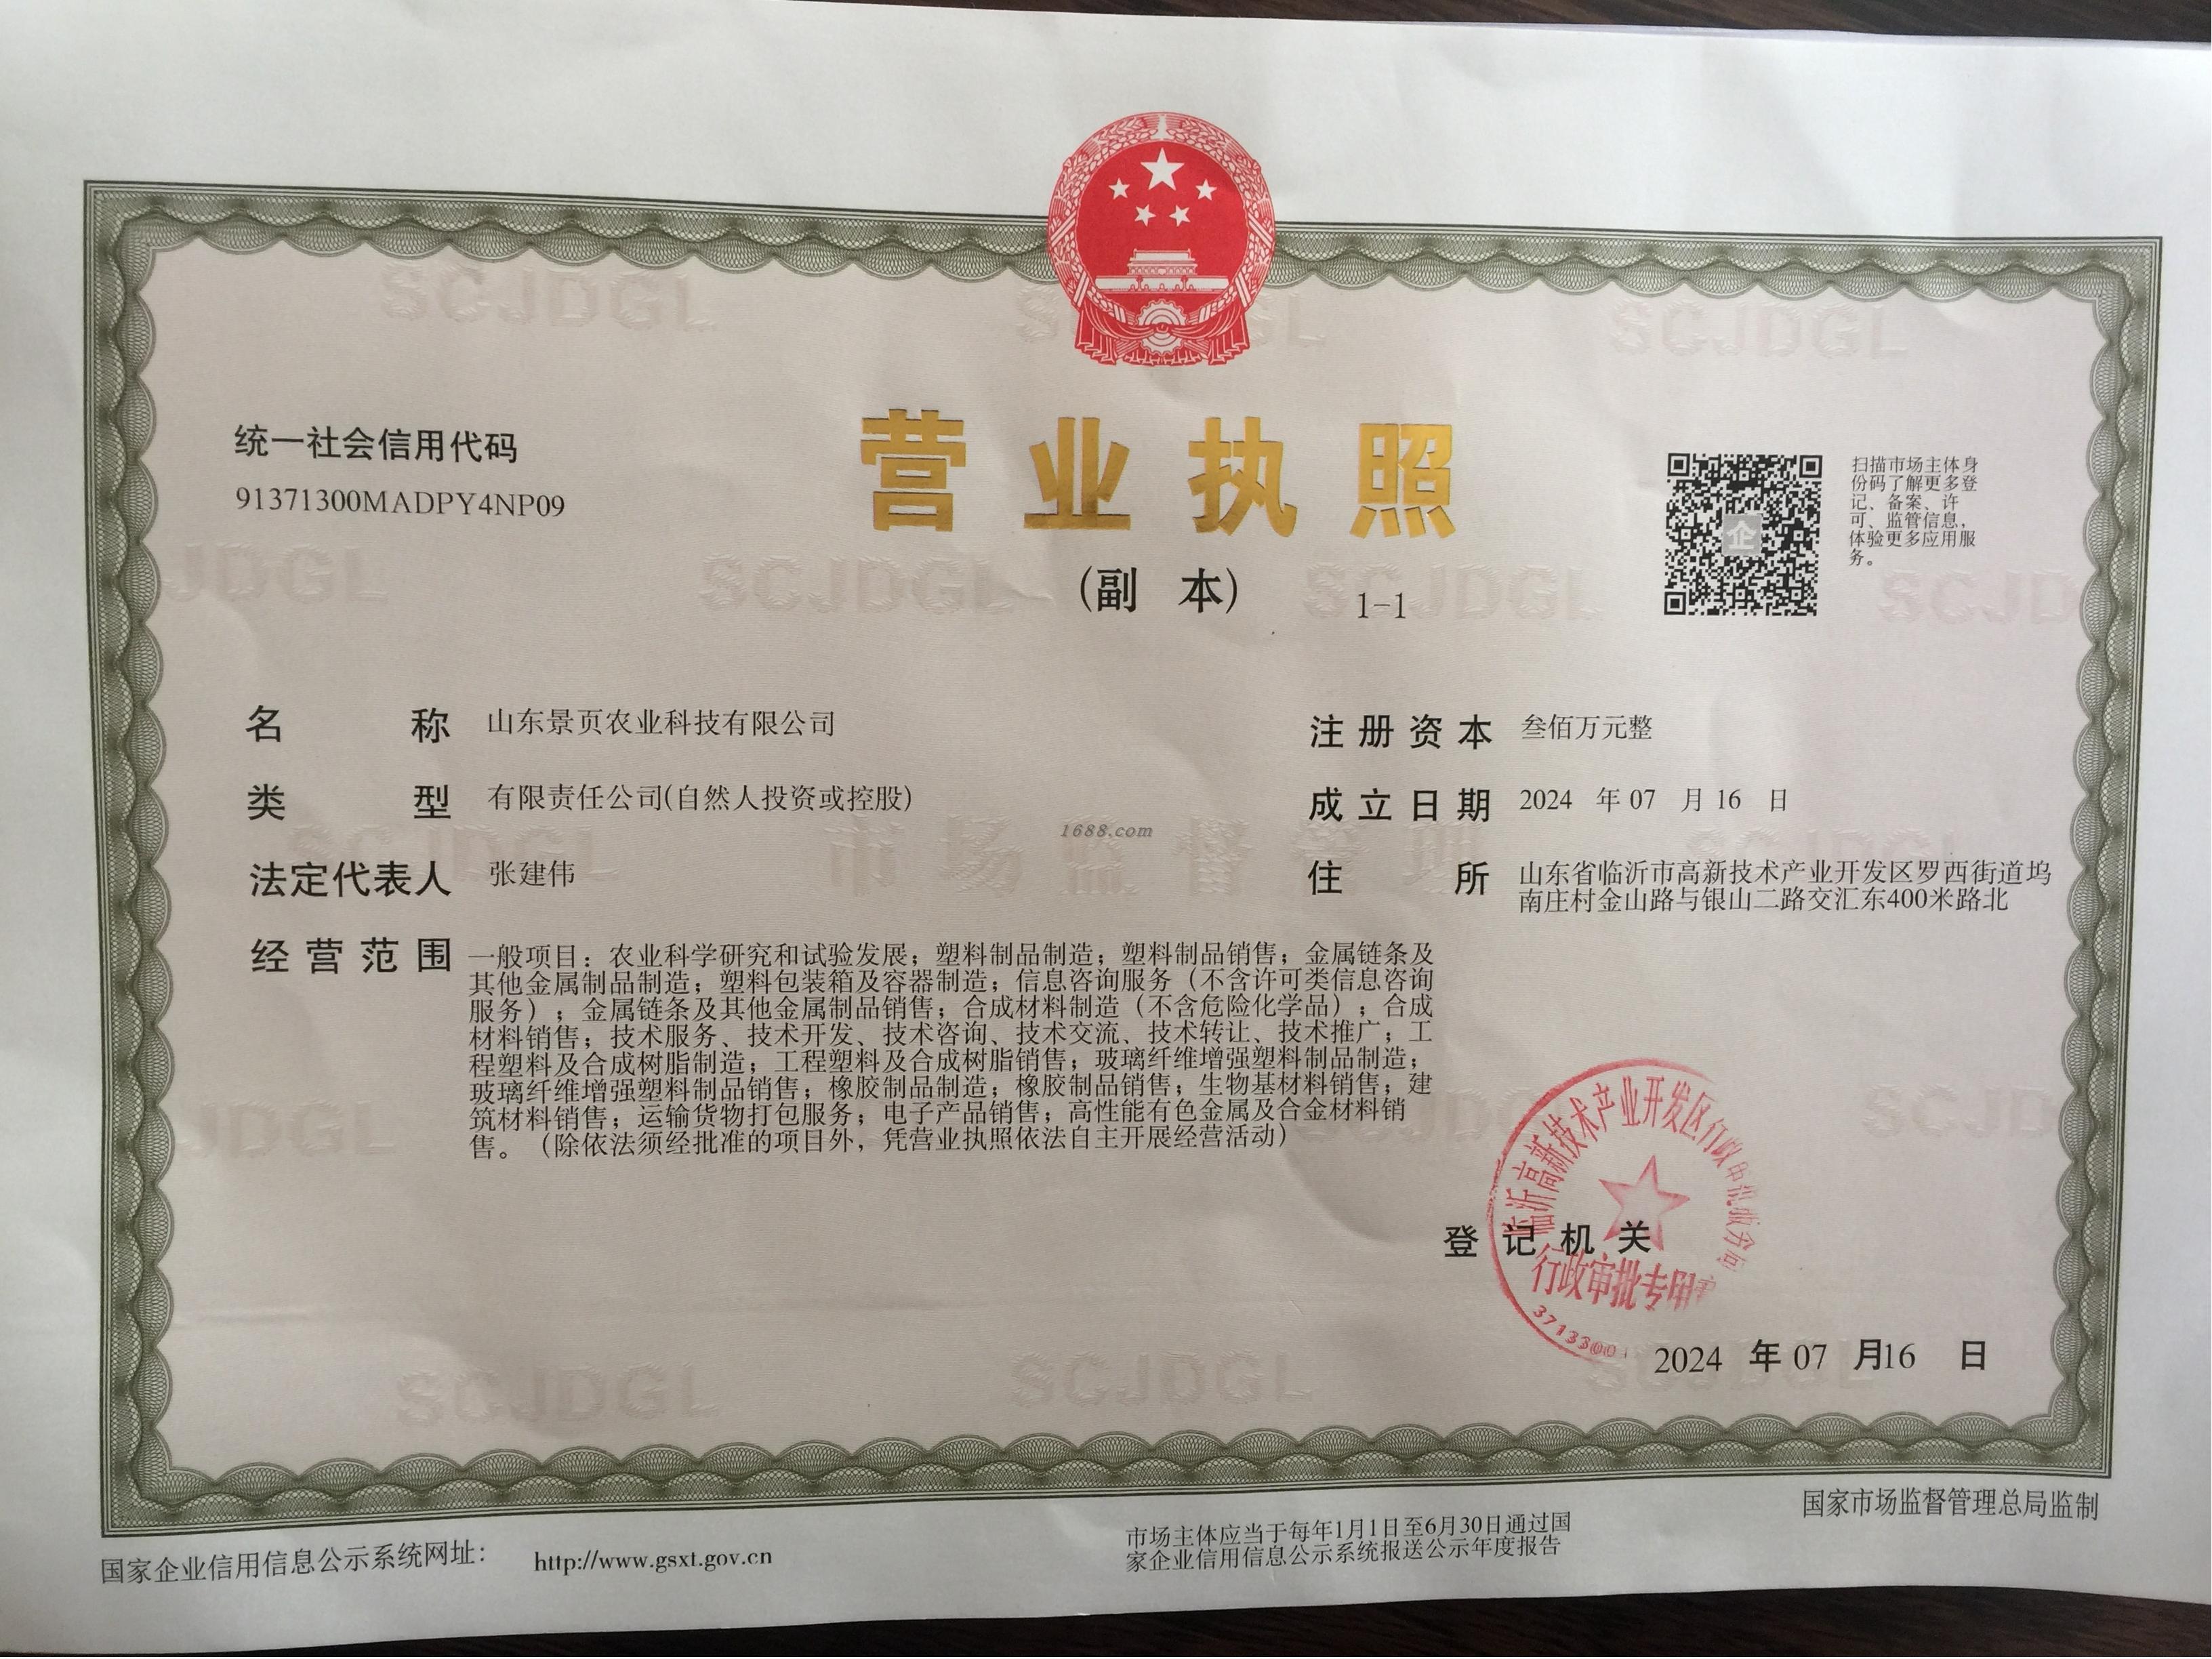 统一社会信用代码
91371300MADPY4NP09
营业执照
(副 本) 1-1
扫描市场主体身
份码了解更多登
记、备案、许
可、监管信息，
体验更多应用服
务。
企
名 称 山东景页农业科技有限公司
类 型 有限责任公司(自然人投资或控股)
法定代表人 张建伟
经营范围 一般项目：农业科学研究和试验发展；塑料制品制造；塑料制品销售；金属链条及
其他金属制品制造；塑料包装箱及容器制造；信息咨询服务（不含许可类信息咨询
服务）；金属链条及其他金属制品销售；合成材料制造（不含危险化学品）；合成
材料销售；技术服务、技术开发、技术咨询、技术交流、技术转让、技术推广；工
程塑料及合成树脂制造；工程塑料及合成树脂销售；玻璃纤维增强塑料制品制造；
玻璃纤维增强塑料制品销售；橡胶制品制造；橡胶制品销售；生物基材料销售；建
筑材料销售；运输货物打包服务；电子产品销售；高性能有色金属及合金材料销
售。（除依法须经批准的项目外，凭营业执照依法自主开展经营活动）
注册资本 叁佰万元整
成立日期 2024 年 07 月 16 日
住 所 山东省临沂市高新技术产业开发区罗西街道坞
南庄村金山路与银山二路交汇东400米路北
1688.com
SCJDGL
市场监督管理
临沂高新技术产业开发区行政
行政审批专用
3713300
登记机关
2024 年 07 月 16 日
国家企业信用信息公示系统网址： http://www.gsxt.gov.cn
市场主体应当于每年1月1日至6月30日通过国
家企业信用信息公示系统报送公示年度报告
国家市场监督管理总局监制